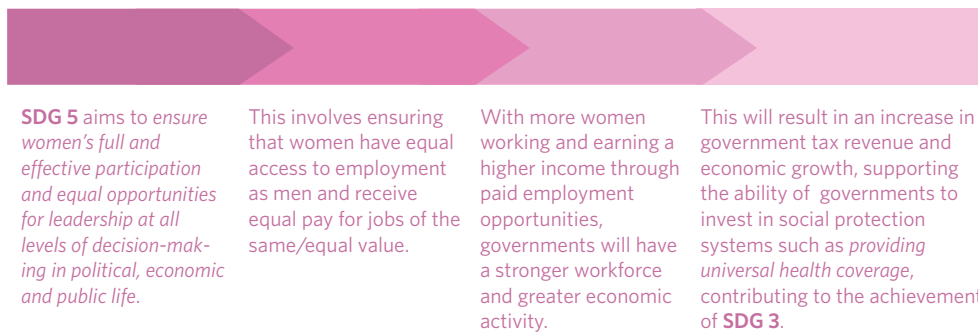 SDG 5 aims to ensure
women's full and
effective participation
and equal opportunities
for leadership at all
levels of decision-mak-
ing in political, economic
and public life.
This involves ensuring
that women have equal
access to employment
as men and receive
equal pay for jobs of the
same/equal value.
With more women
working and earning a
higher income through
paid employment
opportunities,
governments will have
a stronger workforce
and greater economic
activity.
This will result in an increase in
government tax revenue and
economic growth, supporting
the ability of governments to
invest in social protection
systems such as providing
universal health coverage,
contributing to the achievement
of SDG 3.